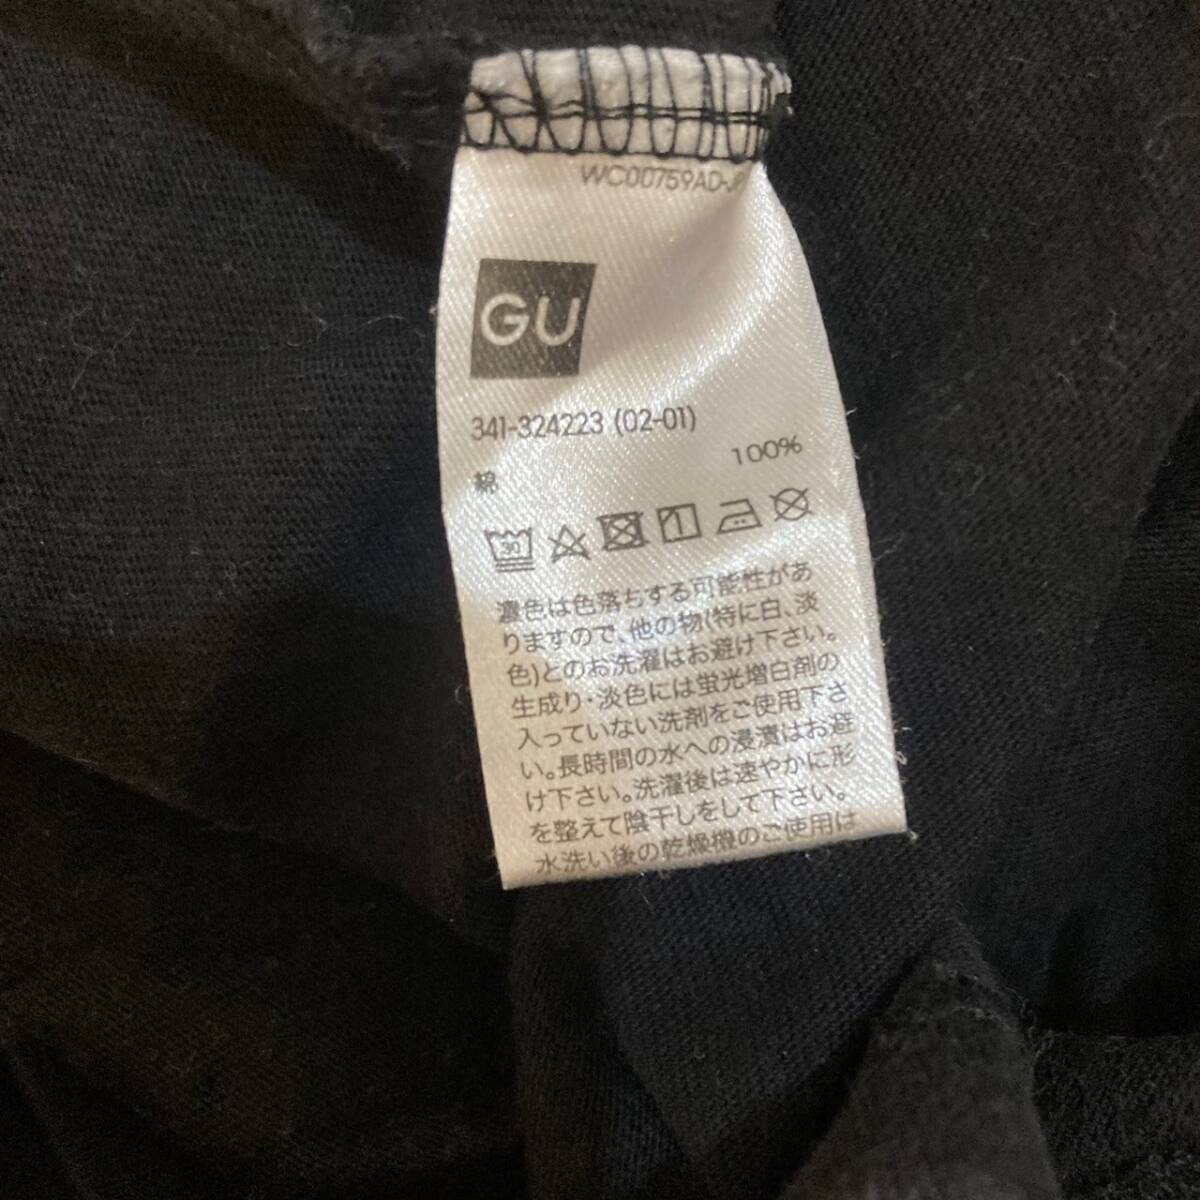 WC00759AD-J
GU
341-324223 (02-01)
綿 100%
30 1
濃色は色落ちする可能性があ
りますので、他の物(特に白、淡
色)とのお洗濯はお避け下さい。
生成り・淡色には蛍光増白剤の
入っていない洗剤をご使用下さ
い。長時間の水への浸漬はお避
け下さい。洗濯後は速やかに形
を整えて陰干しをして下さい。
水洗い後の乾燥機のご使用は